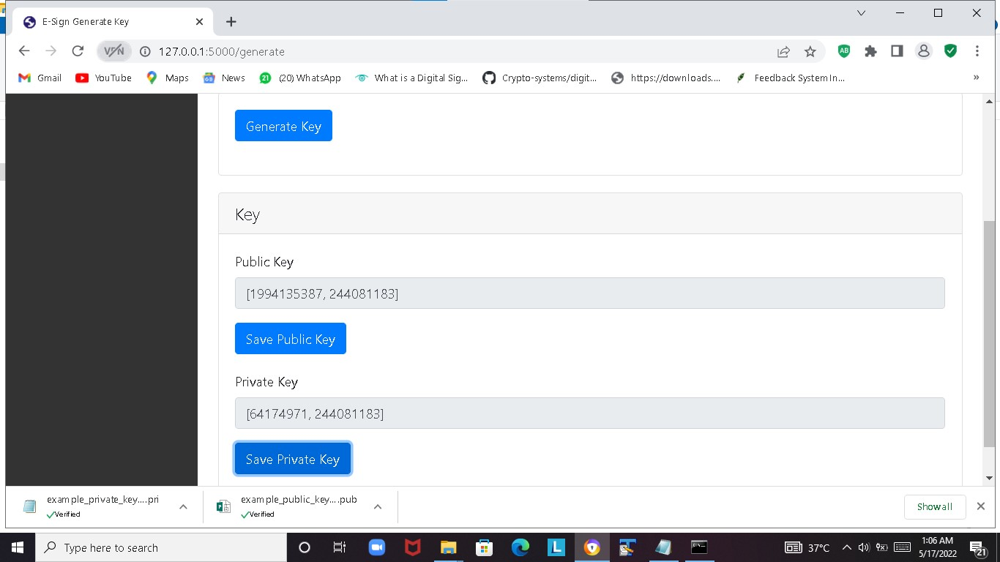 E-Sign Generate Key
VPN
127.0.0.1:5000/generate
AB
Gmail
YouTube
Maps
News
21
(20) WhatsApp
What is a Digital Sig...
Crypto-systems/digit...
https://downloads....
Feedback System In...
»
Generate Key
Key
Public Key
[1994135387, 244081183]
Save Public Key
Private Key
[64174971, 244081183]
Save Private Key
example_private_key....pri
Verified
example_public_key....pub
Verified
Show all
Type here to search
L
37°C
1:06 AM
5/17/2022
21